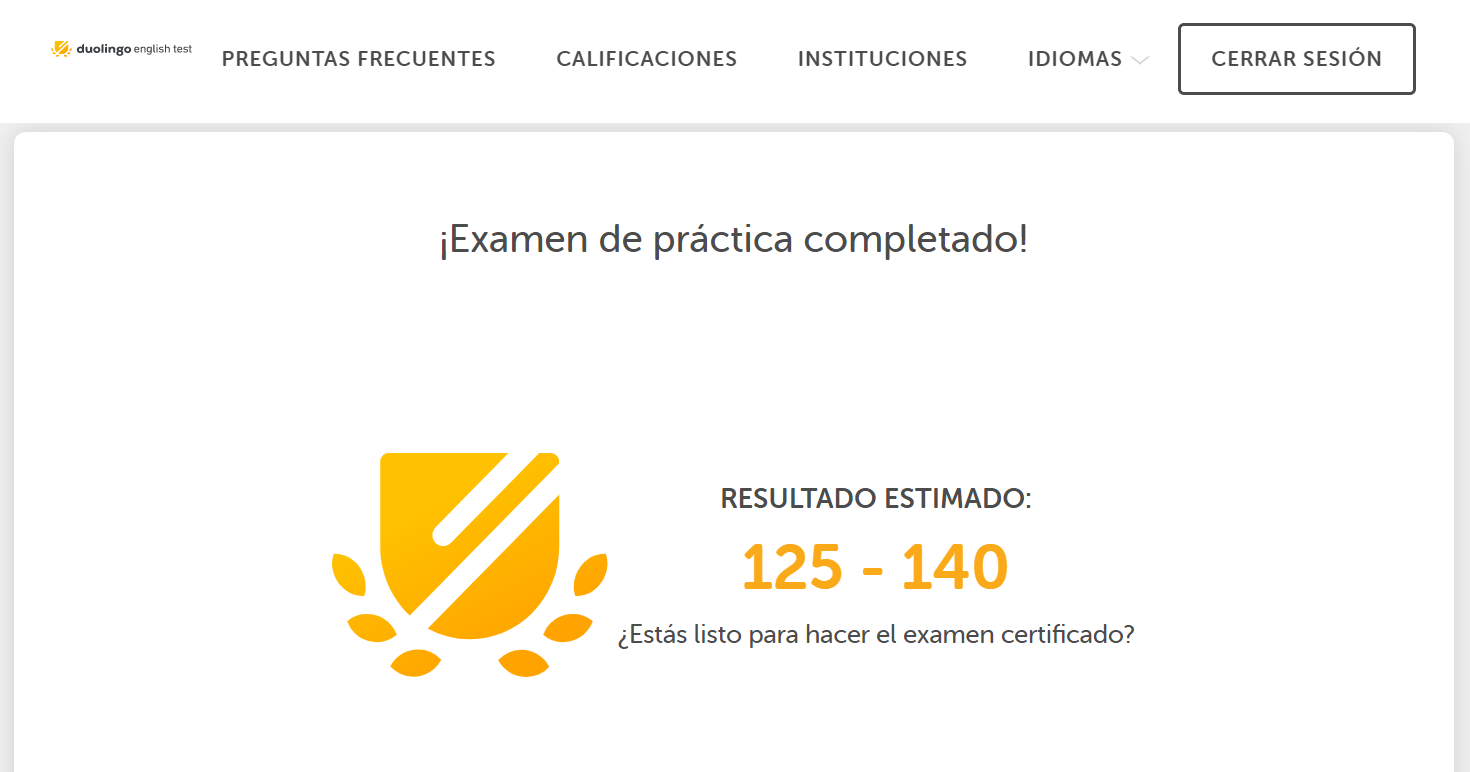 duolingo english test
PREGUNTAS FRECUENTES
CALIFICACIONES
INSTITUCIONES
IDIOMAS
CERRAR SESIÓN
¡Examen de práctica completado!
RESULTADO ESTIMADO:
125 - 140
¿Estás listo para hacer el examen certificado?